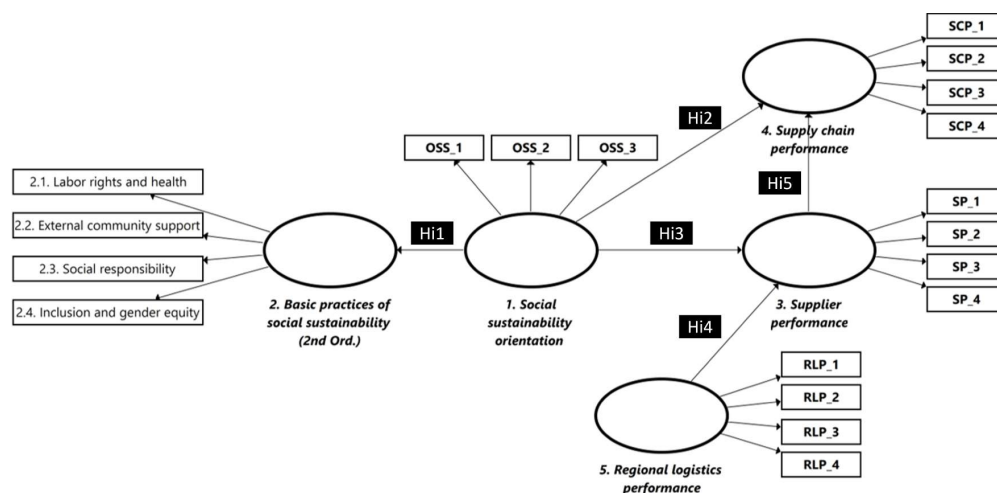 SCP_1
SCP_2
SCP_3
SCP_4
4. Supply chain
performance
Hi2
OSS_1
OSS_2
OSS_3
Hi5
2.1. Labor rights and health
2.2. External community support
2.3. Social responsibility
2.4. Inclusion and gender equity
Hi1
Hi3
SP_1
SP_2
SP_3
SP_4
2. Basic practices of
social sustainability
(2nd Ord.)
1. Social
sustainability
orientation
3. Supplier
performance
Hi4
RLP_1
RLP_2
RLP_3
RLP_4
5. Regional logistics
performance